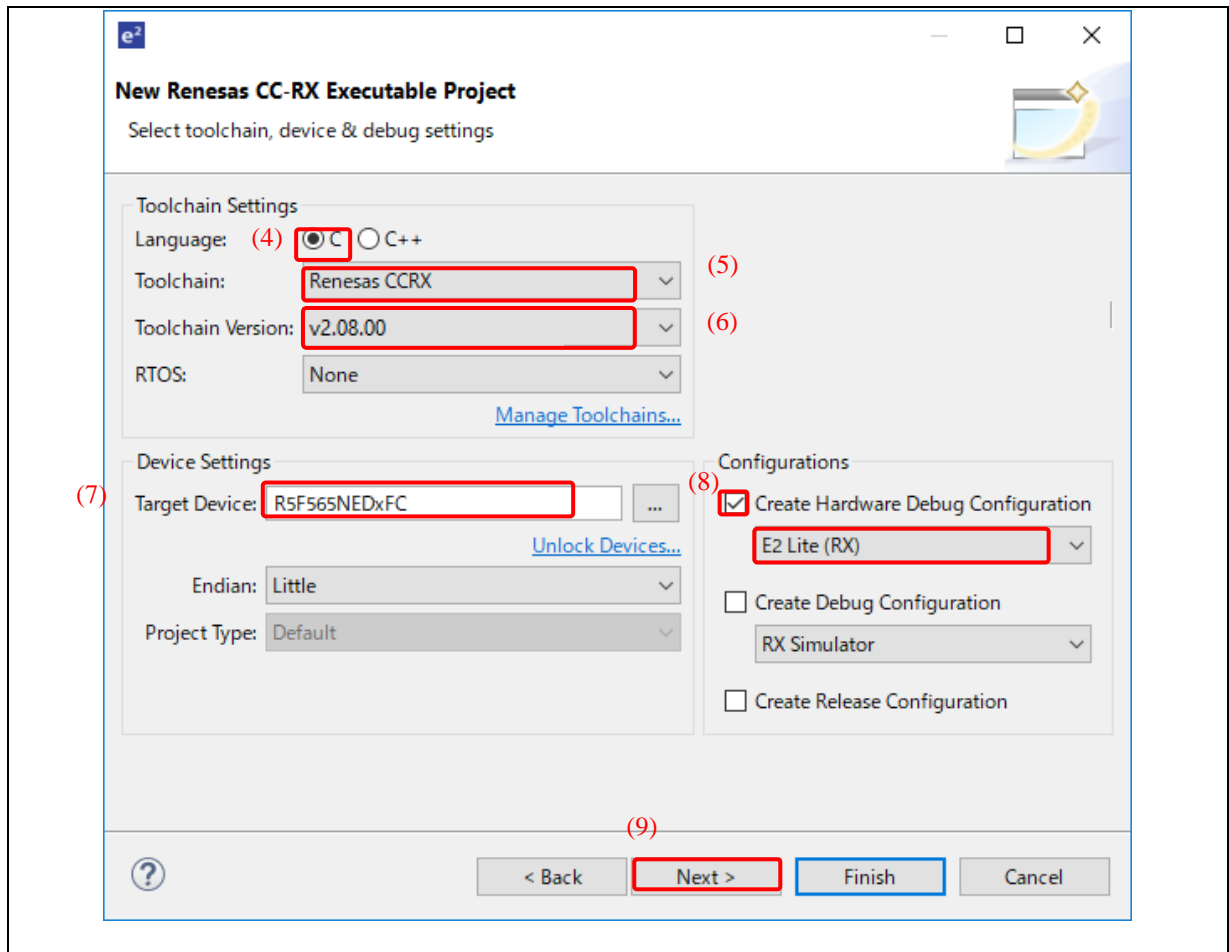 e²
New Renesas CC-RX Executable Project
Select toolchain, device & debug settings
Toolchain Settings
Language: (4) C C++
Toolchain: Renesas CCRX (5)
Toolchain Version: v2.08.00 (6)
RTOS: None
Manage Toolchains...
Device Settings
(7) Target Device: R5F565NEDxFC ...
Unlock Devices...
Endian: Little
Project Type: Default
Configurations
(8) Create Hardware Debug Configuration
E2 Lite (RX)
Create Debug Configuration
RX Simulator
Create Release Configuration
(9)
? < Back Next > Finish Cancel